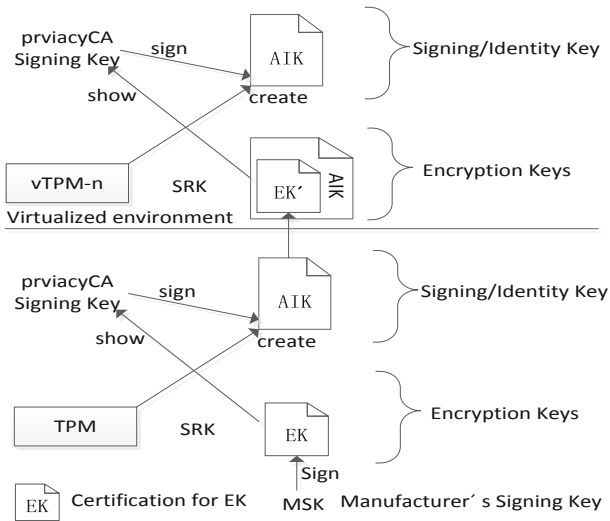 prviacyCA
Signing Key
sign
AIK
Signing/Identity Key
show
create
vTPM-n
SRK
EK´
AIK
Encryption Keys
Virtualized environment
prviacyCA
Signing Key
sign
AIK
Signing/Identity Key
show
create
TPM
SRK
EK
Encryption Keys
Sign
EK
Certification for EK
MSK
Manufacturer´ s Signing Key